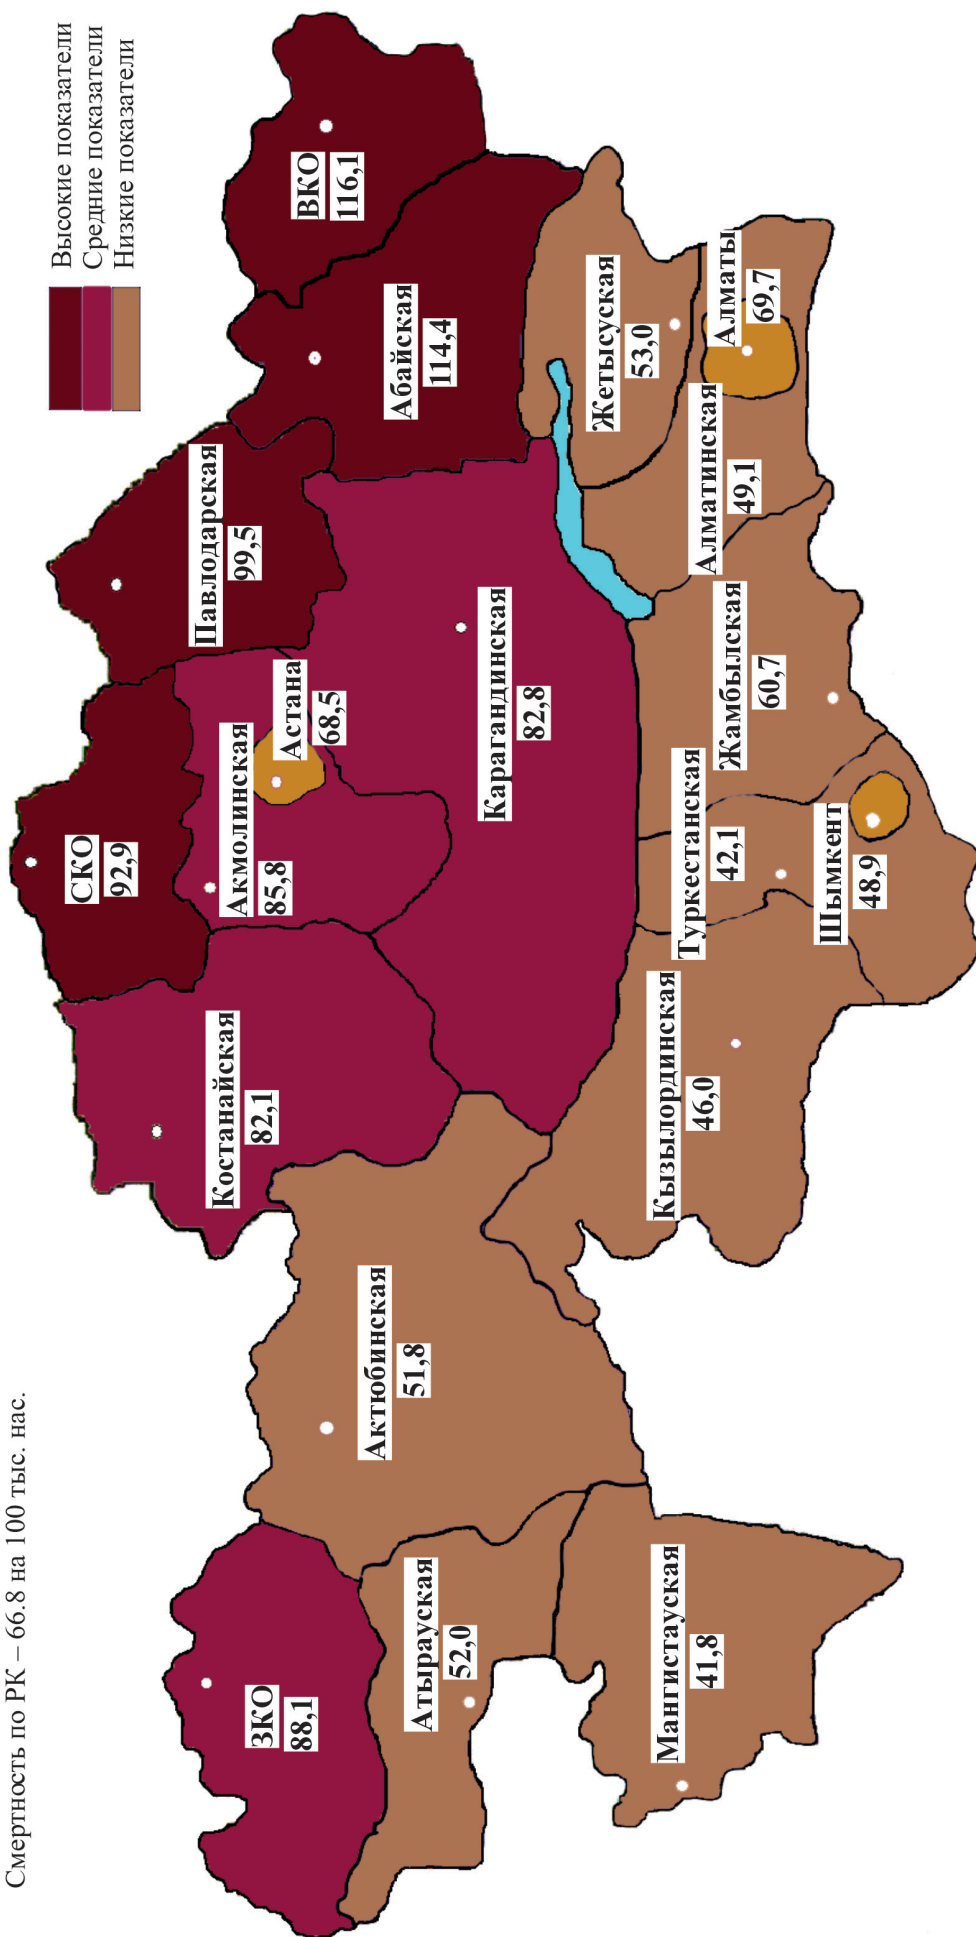 Смертность по РК – 66.8 на 100 тыс. нас.
Высокие показатели
Средние показатели
Низкие показатели
СКО
92,9
Павлодарская
99,5
Костанайская
82,1
Акмолинская
85,8
Астана
68,5
ВКО
116,1
ЗКО
88,1
Абайская
114,4
Актюбинская
51,8
Атырауская
52,0
Карагандинская
82,8
Жетысуская
53,0
Мангистауская
41,8
Кызылординская
46,0
Туркестанская
42,1
Жамбылская
60,7
Алматинская
49,1
Алматы
69,7
Шымкент
48,9